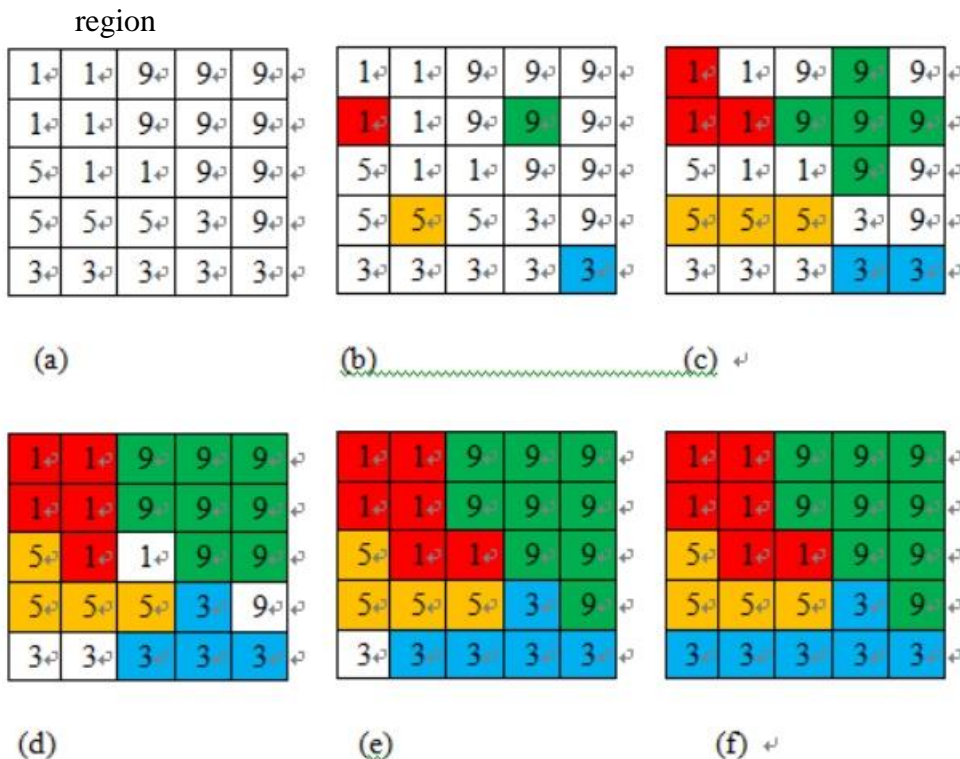 region
1 1 9 9 9 1 1 9 9 9 1 1 9 9 9
1 1 9 9 9 1 1 9 9 9 1 1 9 9 9
5 1 1 9 9 5 1 1 9 9 5 1 1 9 9
5 5 5 3 9 5 5 5 3 9 5 5 5 3 9
3 3 3 3 3 3 3 3 3 3 3 3 3 3 3
(a) (b) (c)
1 1 9 9 9 1 1 9 9 9 1 1 9 9 9
1 1 9 9 9 1 1 9 9 9 1 1 9 9 9
5 1 1 9 9 5 1 1 9 9 5 1 1 9 9
5 5 5 3 9 5 5 5 3 9 5 5 5 3 9
3 3 3 3 3 3 3 3 3 3 3 3 3 3 3
(d) (e) (f)